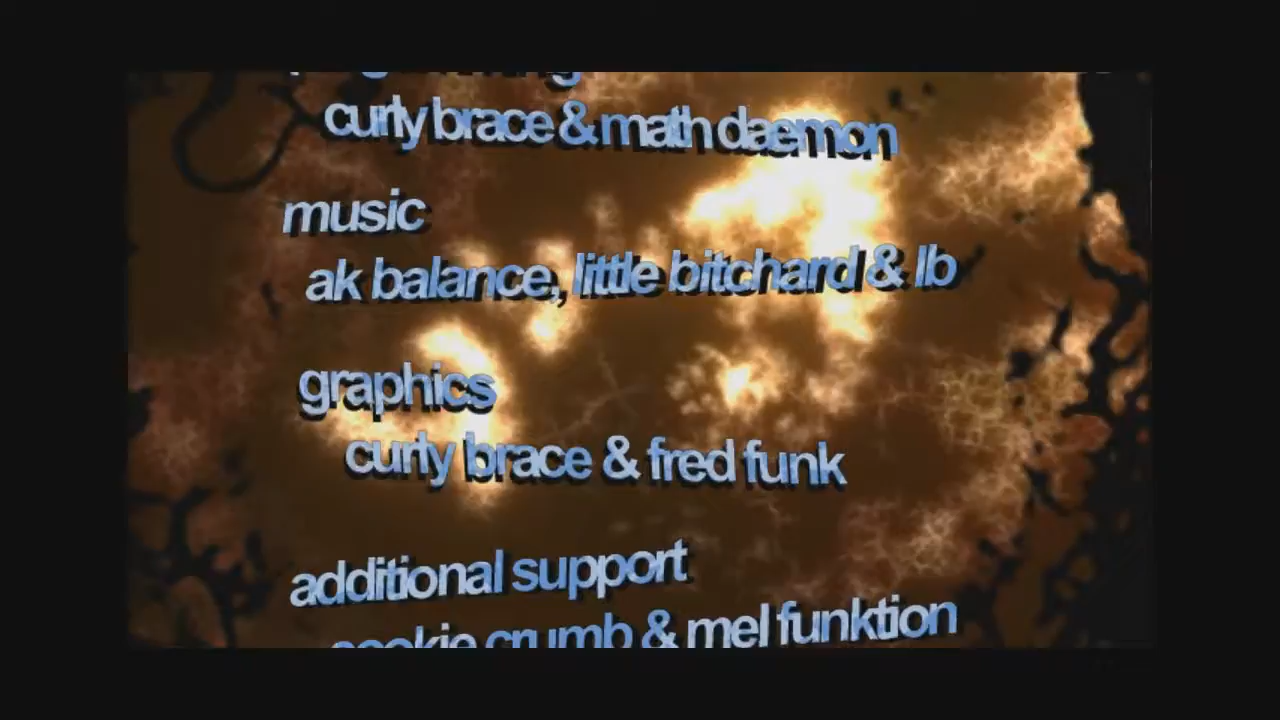 curly brace & math daemon
music
ak balance, little bitchard & lb
graphics
curly brace & fred funk
additional support
cookie crumb & mel funktion